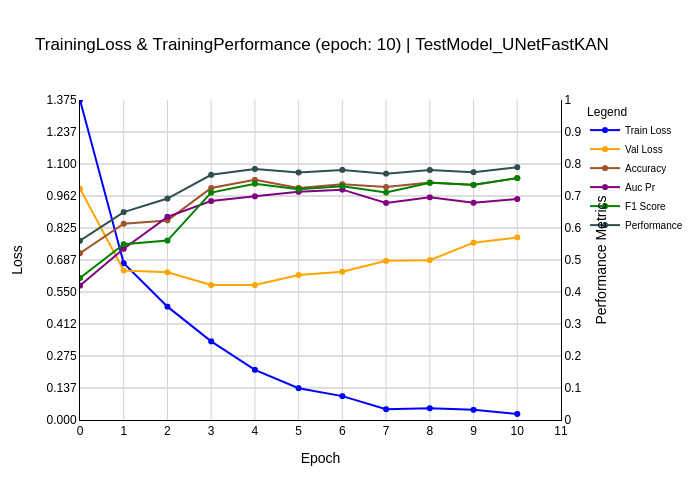 TrainingLoss & TrainingPerformance (epoch: 10) | TestModel_UNetFastKAN
1.375
1.237
1.100
0.962
0.825
0.687
0.550
0.412
0.275
0.137
0.000
Loss
0 1 2 3 4 5 6 7 8 9 10 11
Epoch
1
0.9
0.8
0.7
0.6
0.5
0.4
0.3
0.2
0.1
0
Performance Metrics
Legend
Train Loss
Val Loss
Accuracy
Auc Pr
F1 Score
Performance